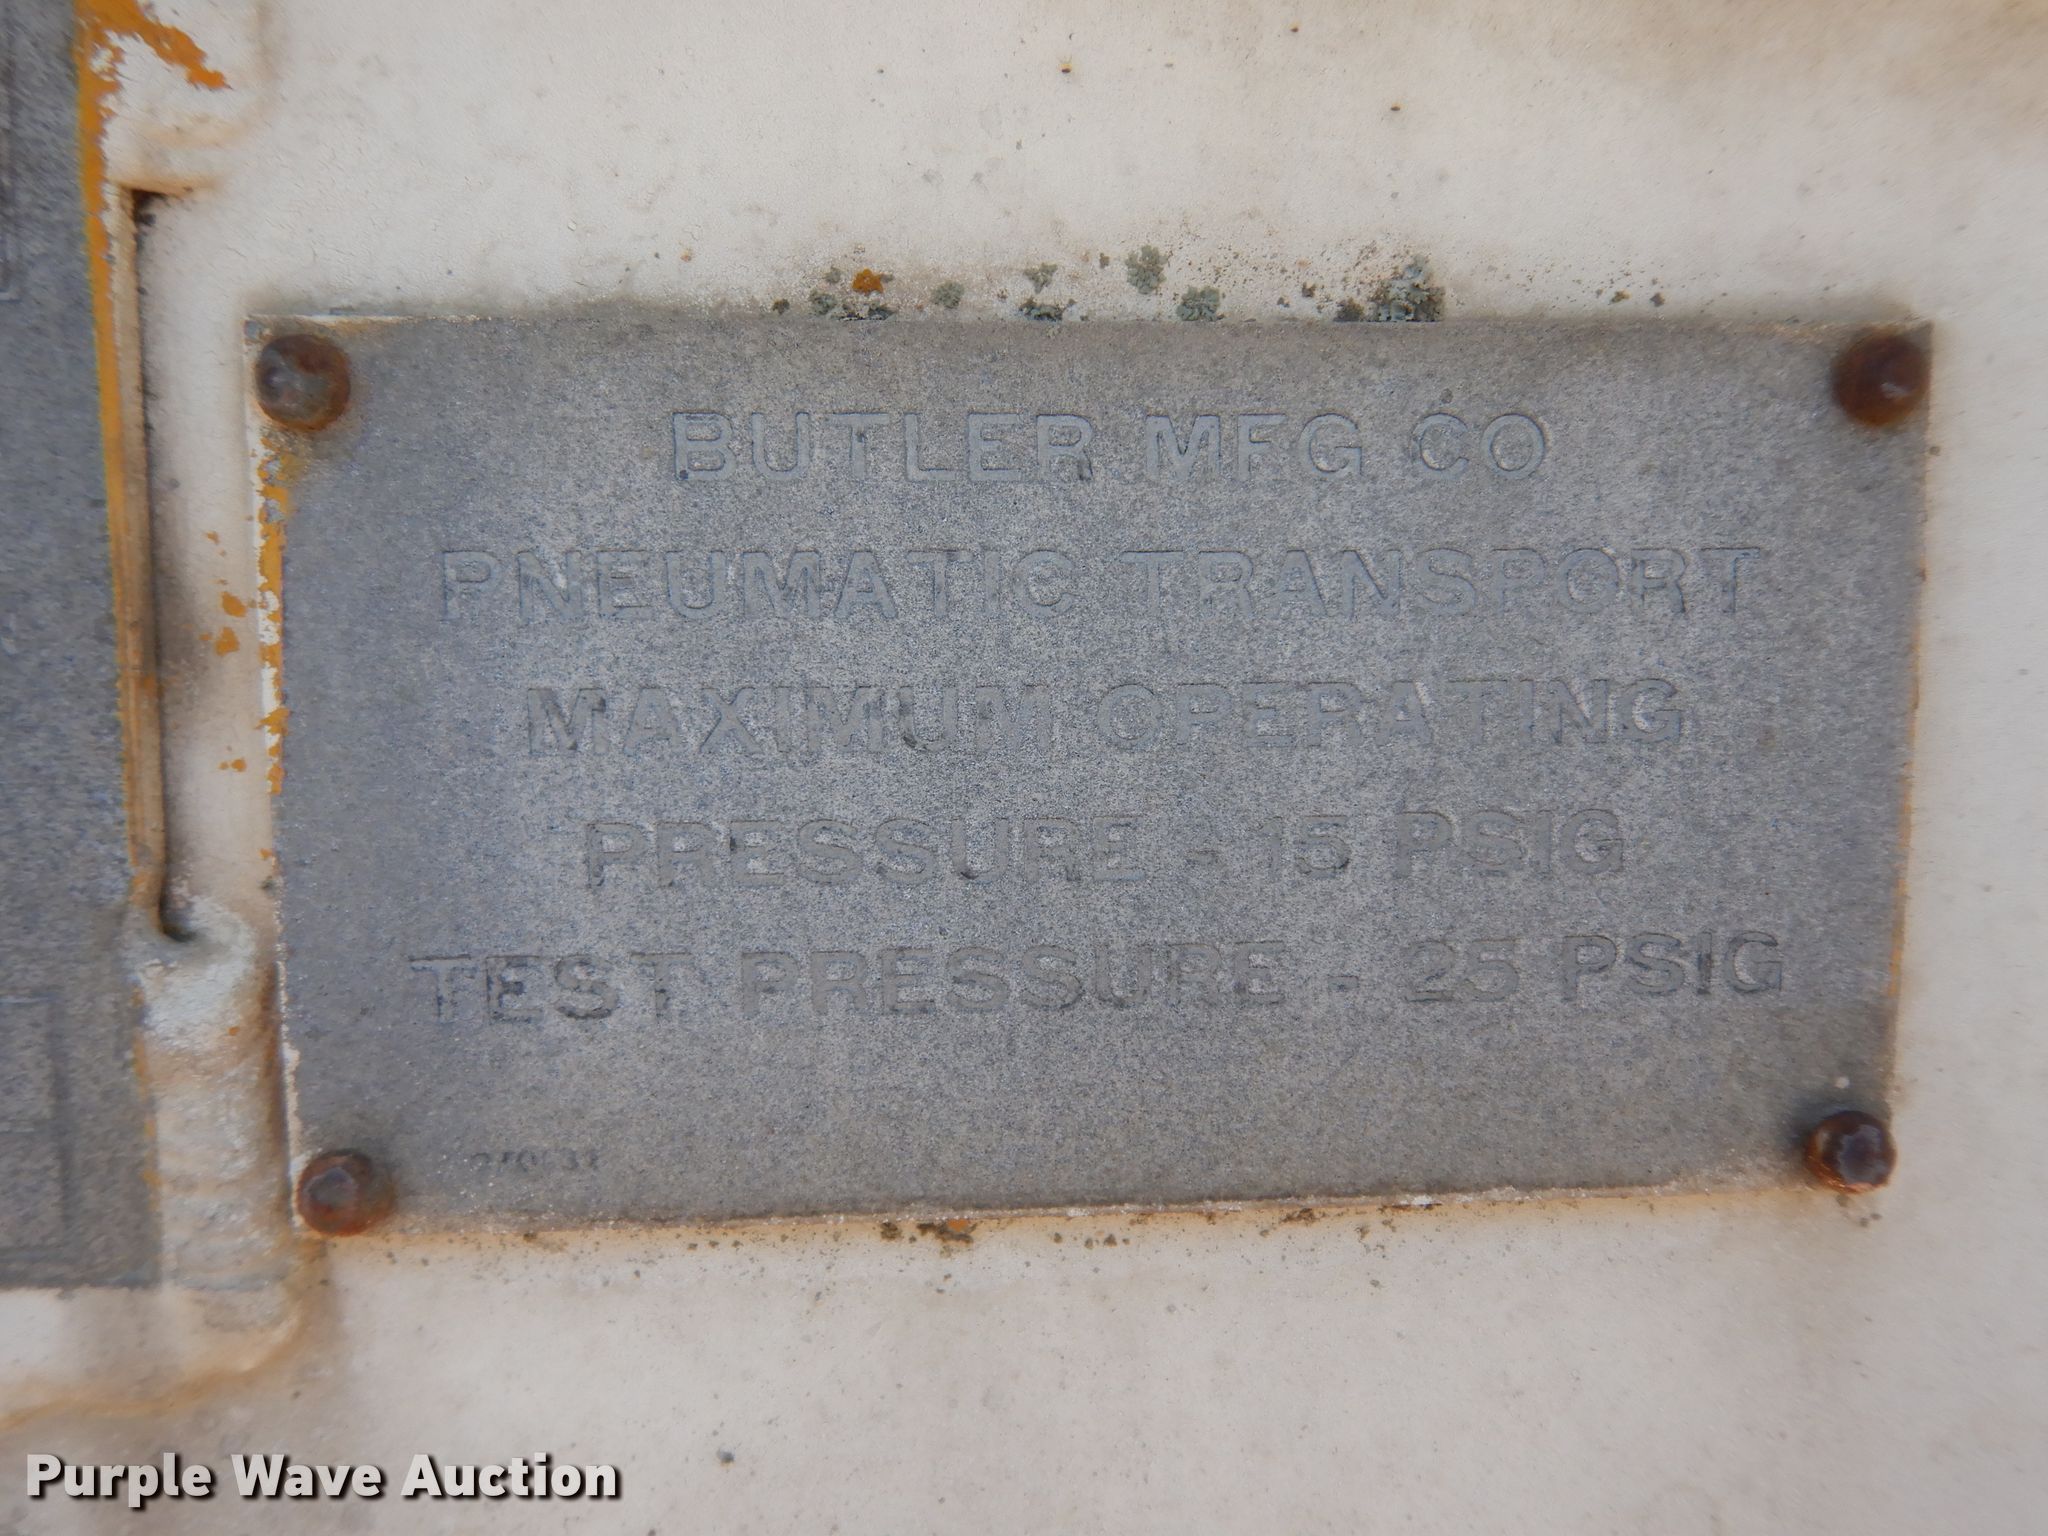 BUTLER MFG CO
PNEUMATIC TRANSPORT
MAXIMUM OPERATING
PRESSURE - 15 PSIG
TEST PRESSURE - 25 PSIG
Purple Wave Auction